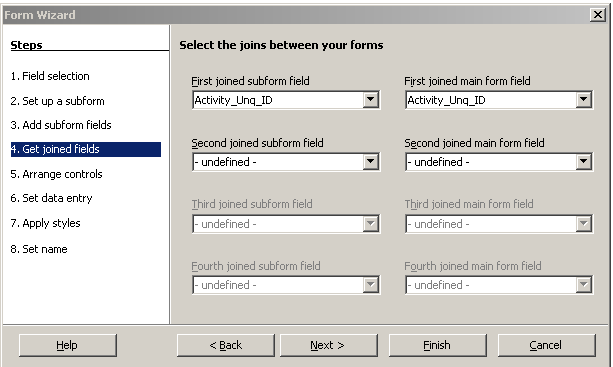 Form Wizard
Steps
1. Field selection
2. Set up a subform
3. Add subform fields
4. Get joined fields
5. Arrange controls
6. Set data entry
7. Apply styles
8. Set name
Select the joins between your forms
First joined subform field First joined main form field
Activity_Unq_ID Activity_Unq_ID
Second joined subform field Second joined main form field
- undefined - - undefined -
Third joined subform field Third joined main form field
- undefined - - undefined -
Fourth joined subform field Fourth joined main form field
- undefined - - undefined -
Help < Back Next > Finish Cancel